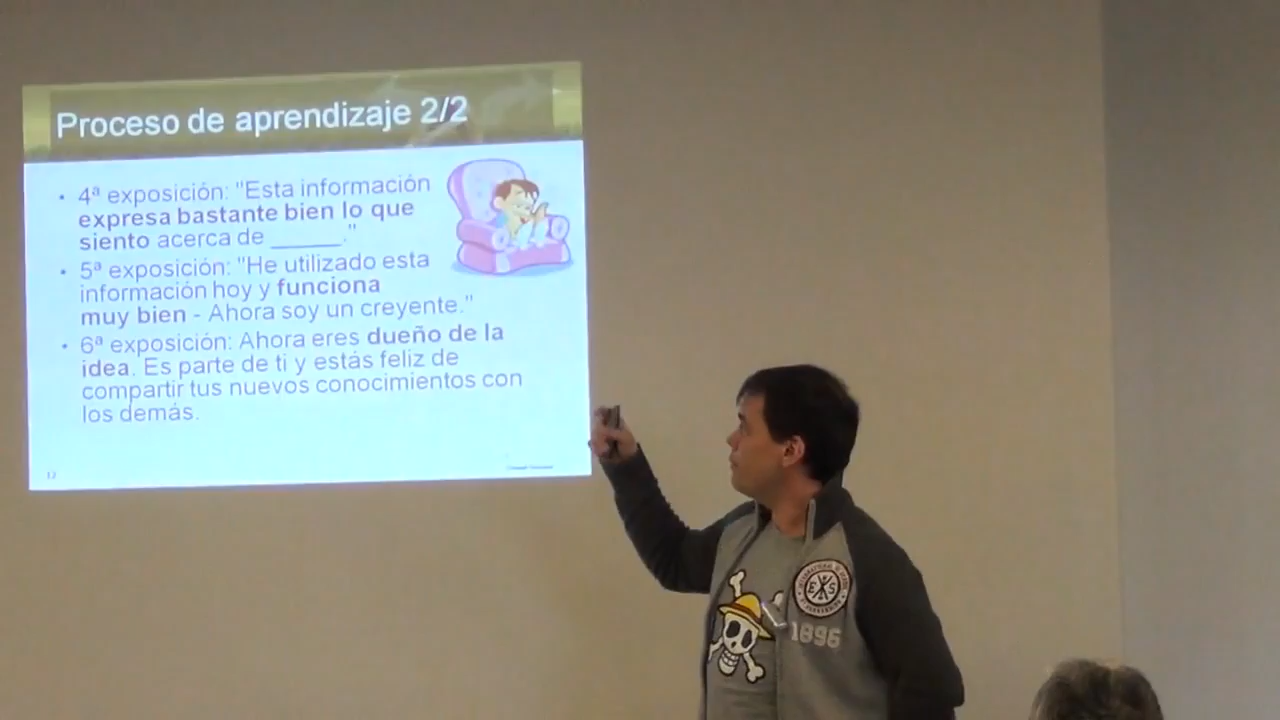 Proceso de aprendizaje 2/2
• 4ª exposición: "Esta información
expresa bastante bien lo que
siento acerca de ______."
• 5ª exposición: "He utilizado esta
información hoy y funciona
muy bien - Ahora soy un creyente."
• 6ª exposición: Ahora eres dueño de la
idea. Es parte de ti y estás feliz de
compartir tus nuevos conocimientos con
los demás.
ES
1896